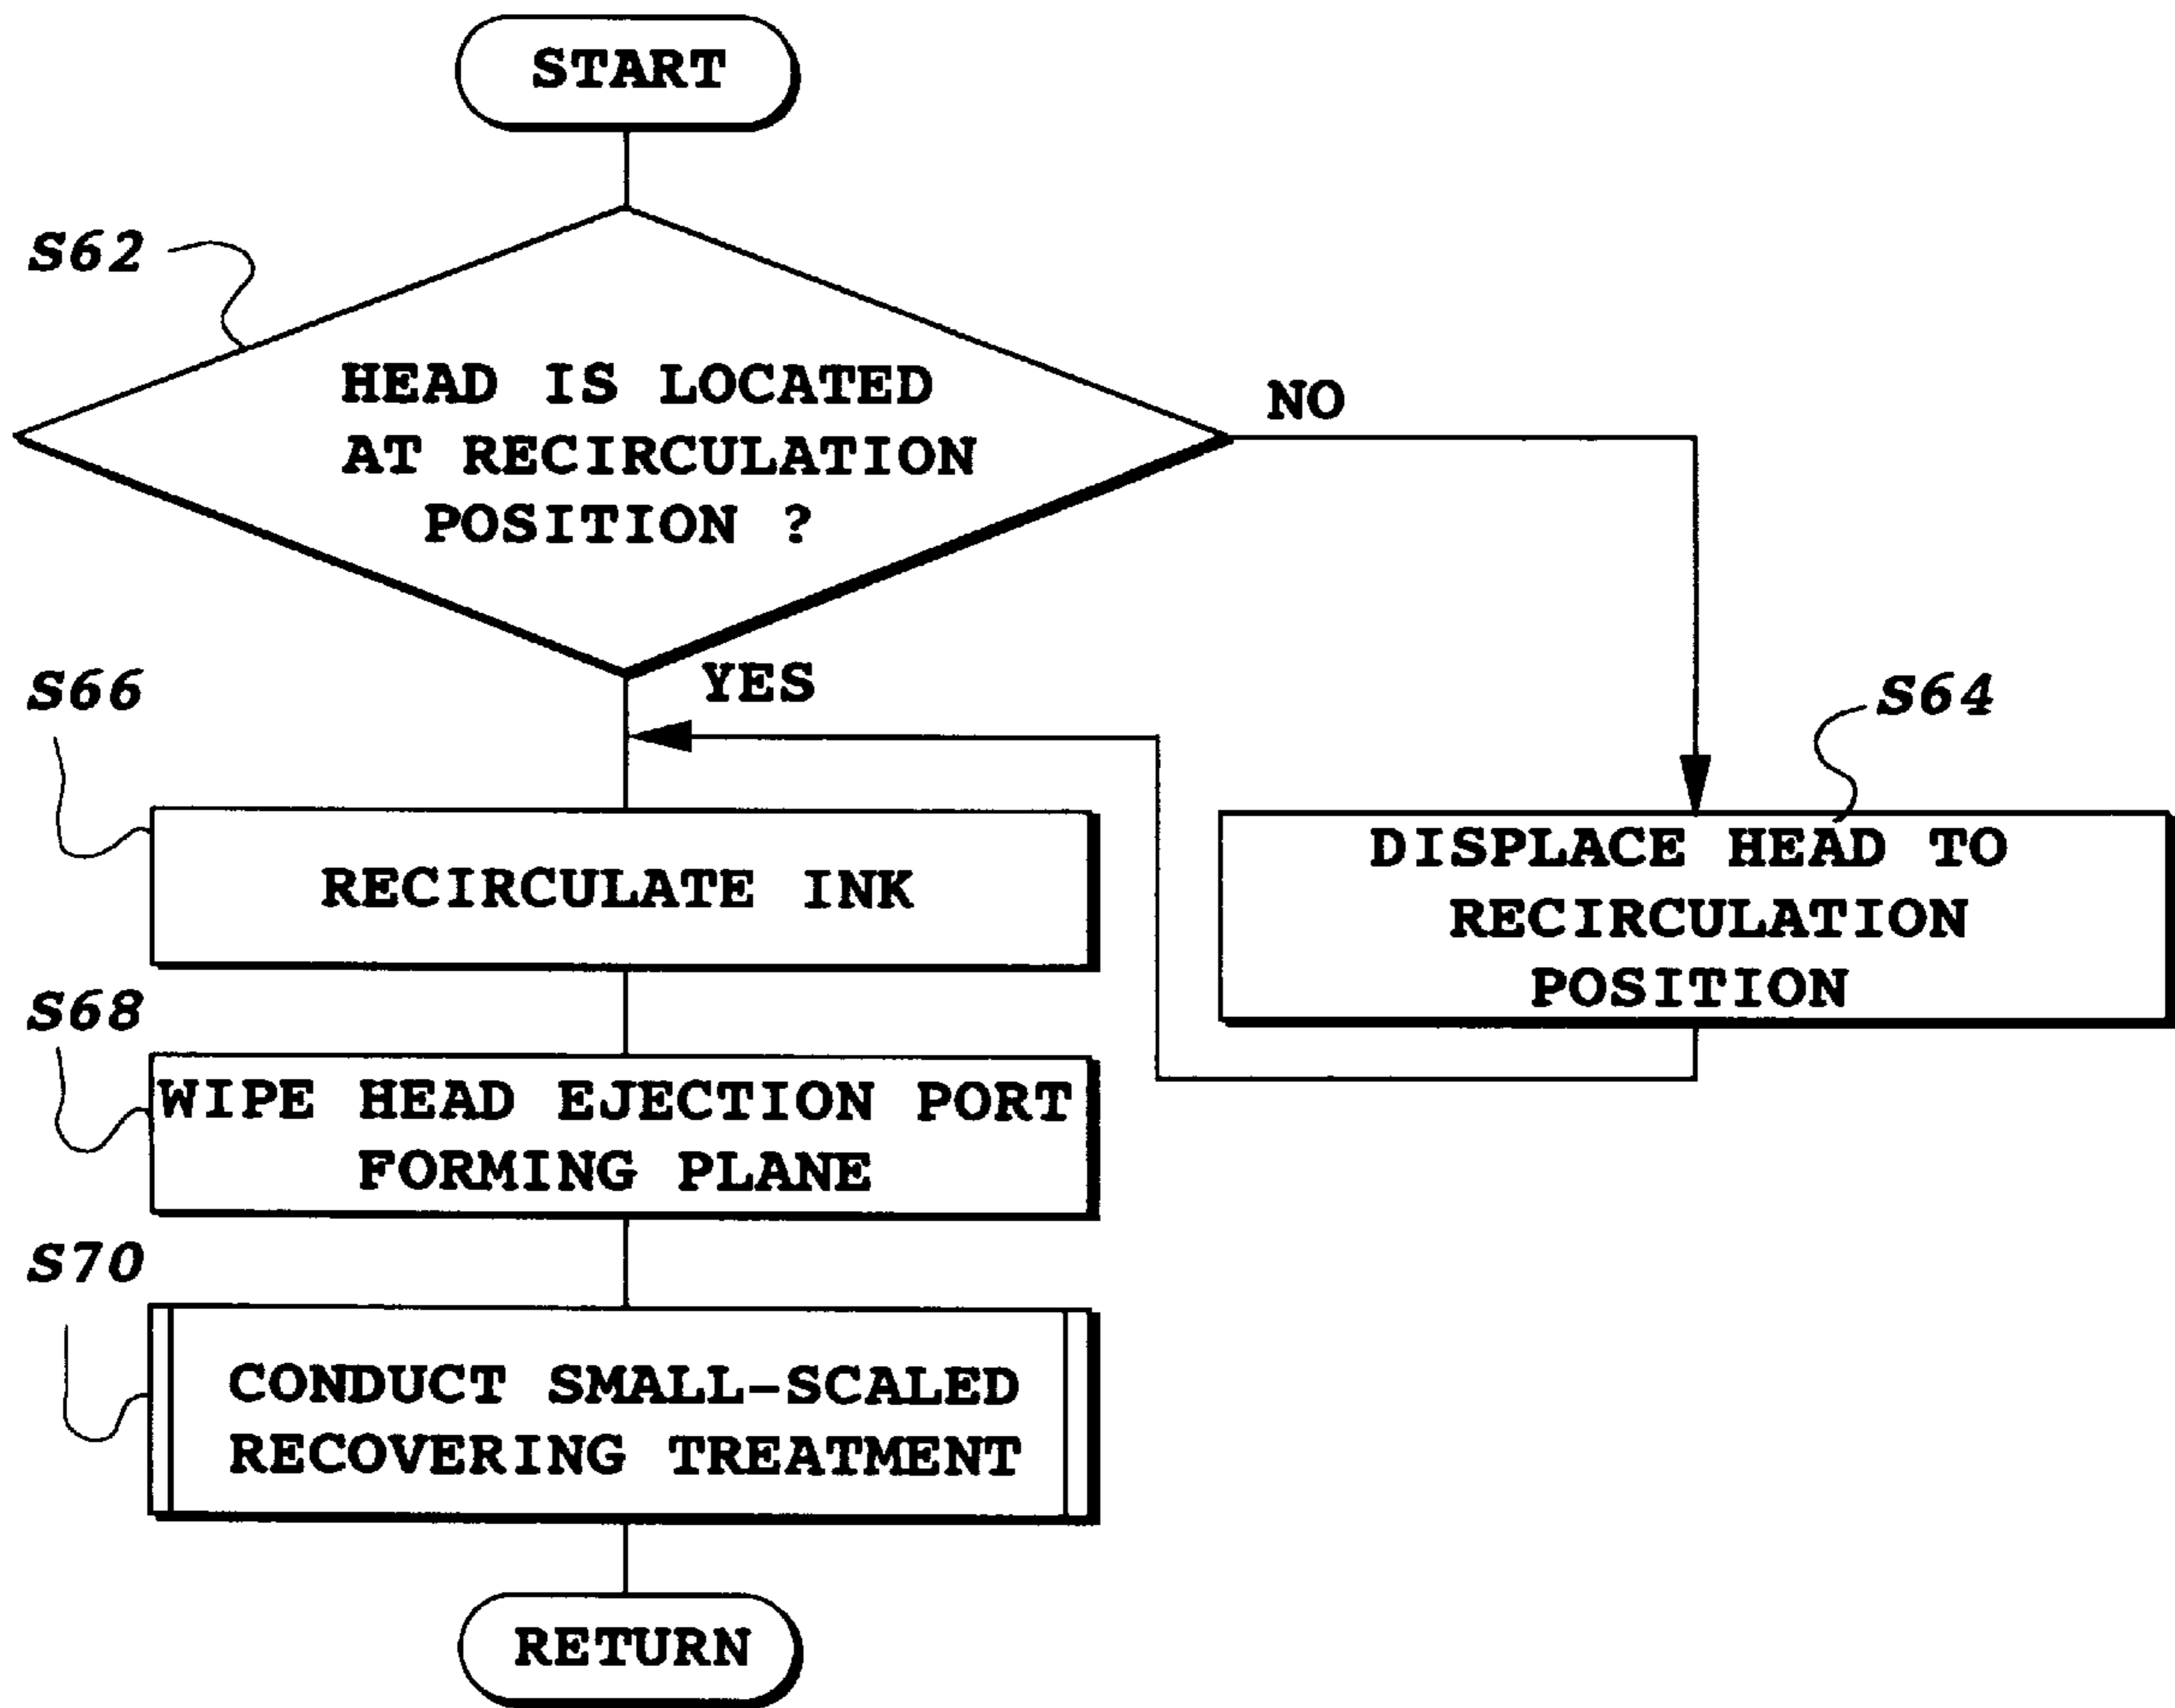 START
S62
HEAD IS LOCATED
AT RECIRCULATION
POSITION ?
NO
YES
S66
S64
RECIRCULATE INK
DISPLACE HEAD TO
RECIRCULATION
POSITION
S68
WIPE HEAD EJECTION PORT
FORMING PLANE
S70
CONDUCT SMALL-SCALED
RECOVERING TREATMENT
RETURN